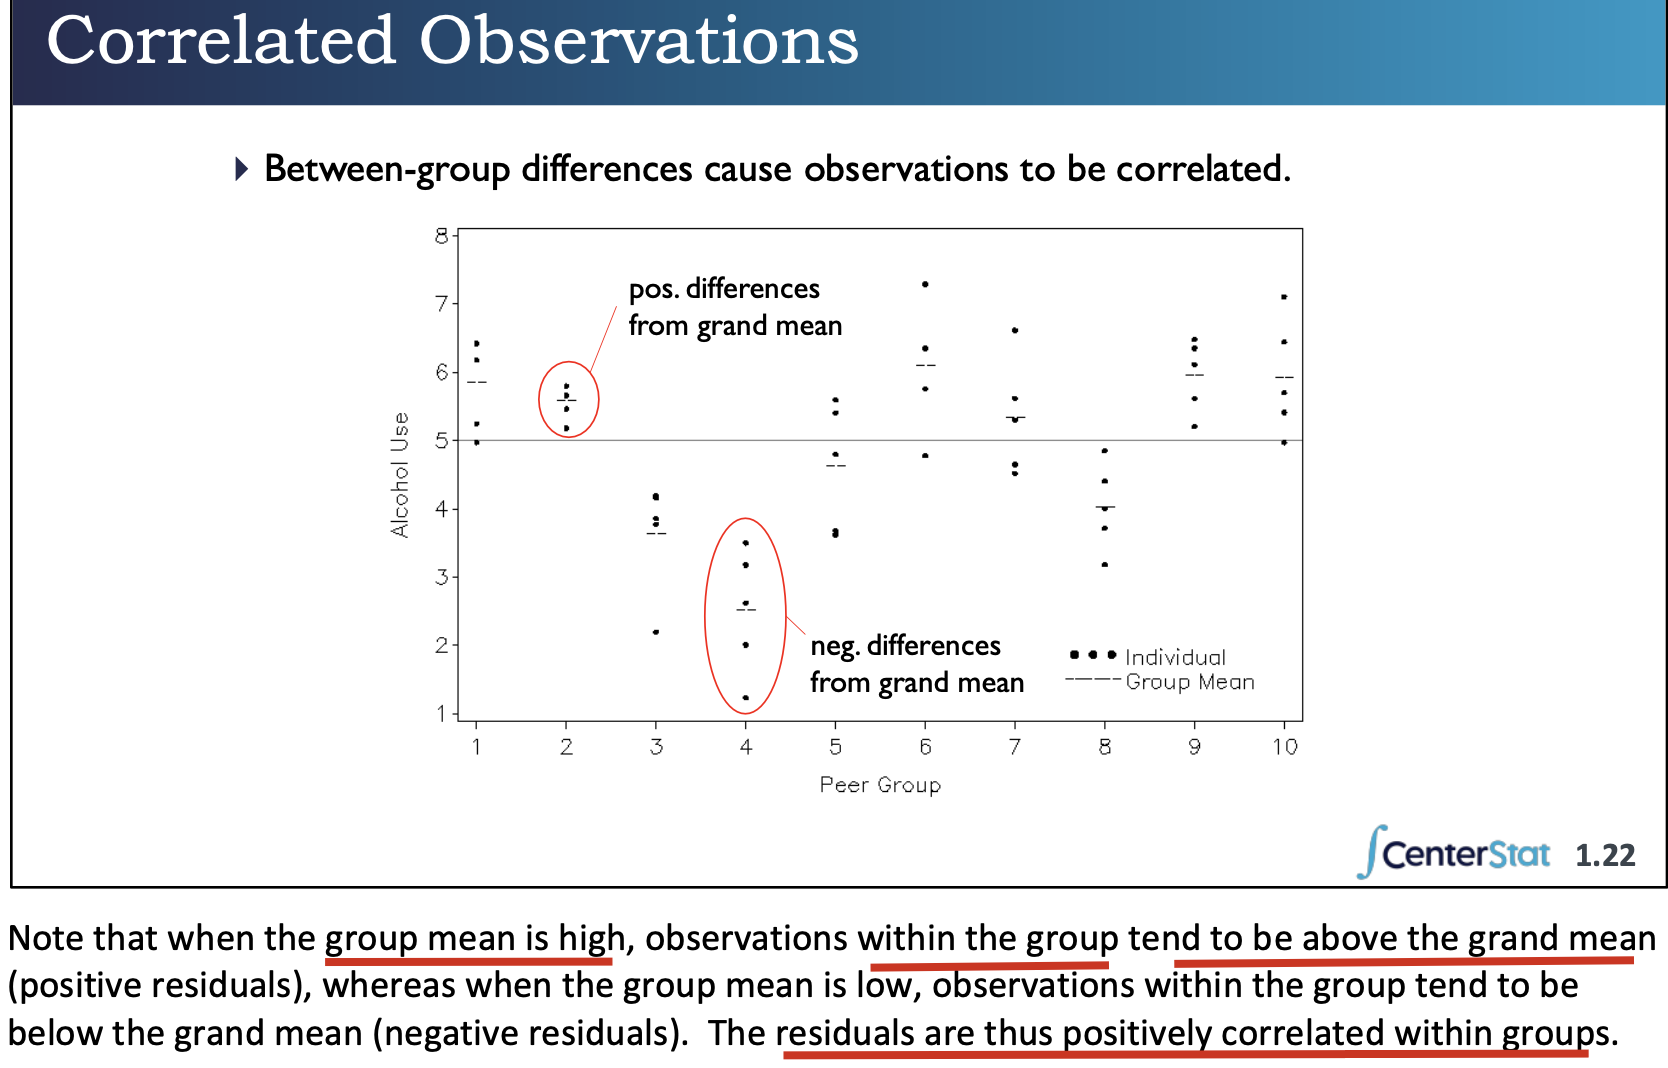 Correlated Observations
Between-group differences cause observations to be correlated.
8
7
6
5
4
3
2
1
Alcohol Use
pos. differences
from grand mean
neg. differences
from grand mean
Individual
Group Mean
1 2 3 4 5 6 7 8 9 10
Peer Group
CenterStat 1.22
Note that when the group mean is high, observations within the group tend to be above the grand mean
(positive residuals), whereas when the group mean is low, observations within the group tend to be
below the grand mean (negative residuals). The residuals are thus positively correlated within groups.